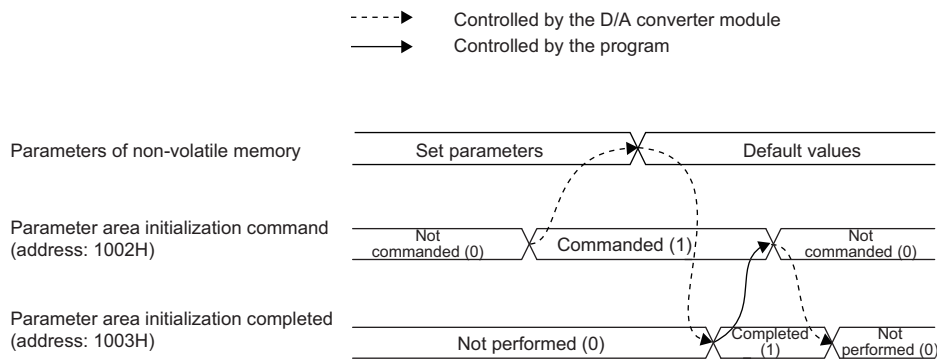 Controlled by the D/A converter module
Controlled by the program
Parameters of non-volatile memory
Set parameters
Default values
Parameter area initialization command
(address: 1002H)
Not
commanded (0)
Commanded (1)
Not
commanded (0)
Parameter area initialization completed
(address: 1003H)
Not performed (0)
Completed
(1)
Not
performed (0)